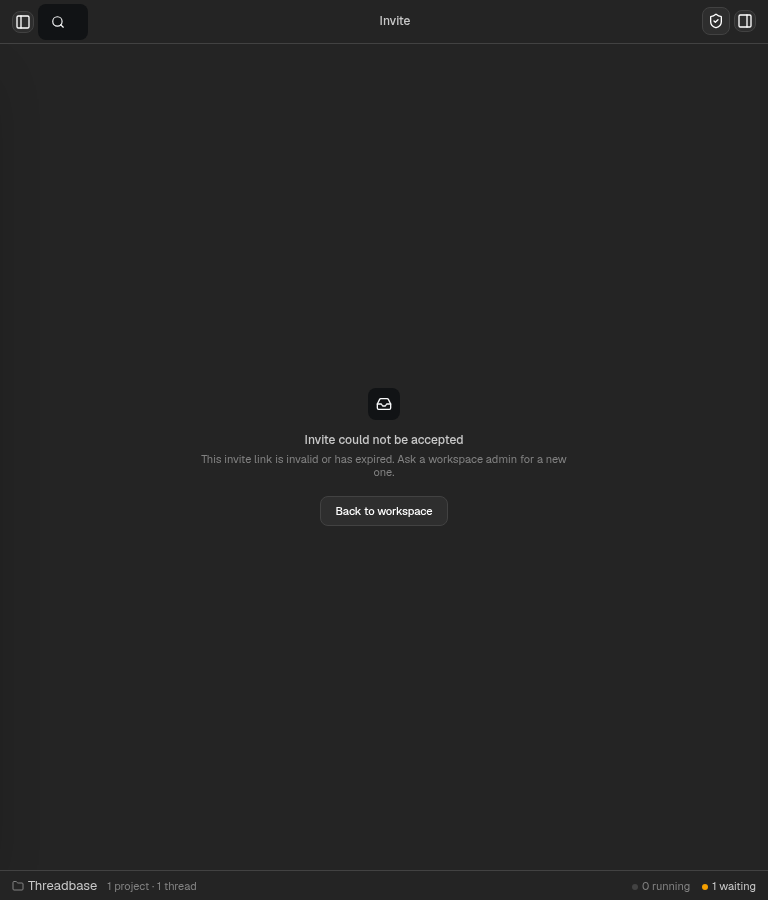 Invite
Invite could not be accepted
This invite link is invalid or has expired. Ask a workspace admin for a new
one.
Back to workspace
Threadbase 1 project · 1 thread 0 running 1 waiting